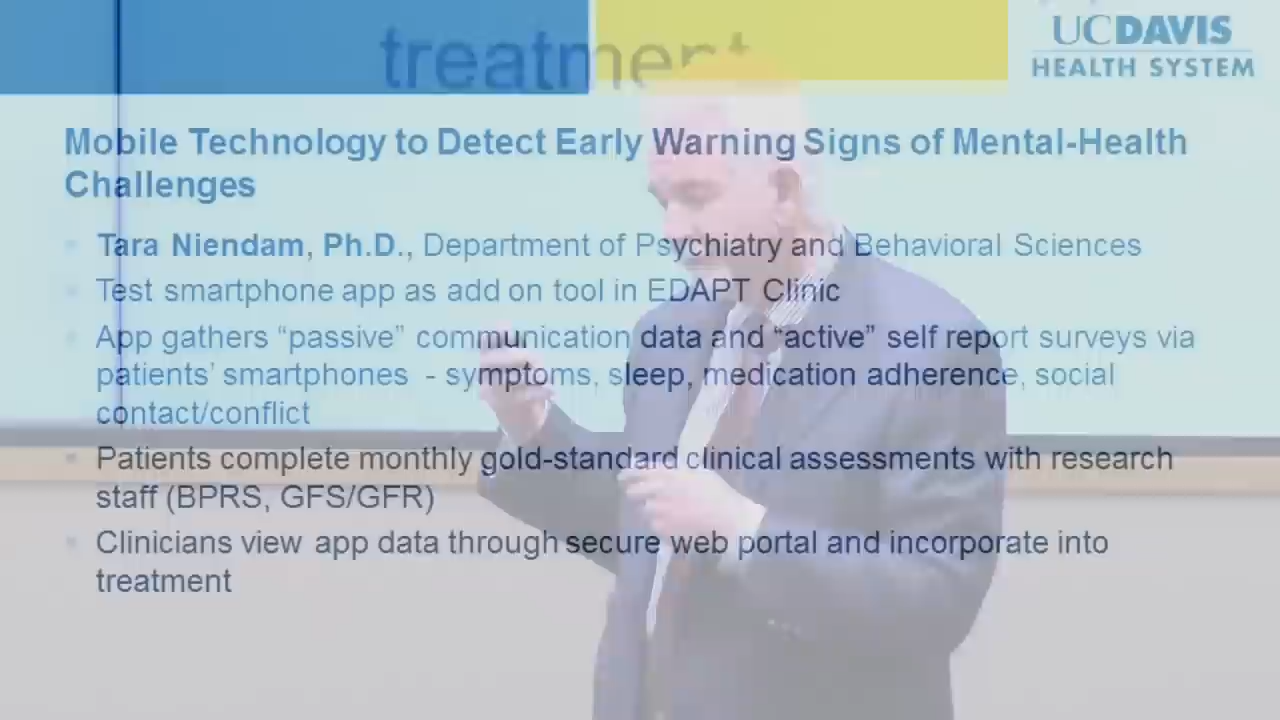 treatment
UCDAVIS
HEALTH SYSTEM
Mobile Technology to Detect Early Warning Signs of Mental-Health
Challenges
Tara Niendam, Ph.D., Department of Psychiatry and Behavioral Sciences
Test smartphone app as add on tool in EDAPT Clinic
App gathers “passive” communication data and “active” self report surveys via
patients’ smartphones - symptoms, sleep, medication adherence, social
contact/conflict
Patients complete monthly gold-standard clinical assessments with research
staff (BPRS, GFS/GFR)
Clinicians view app data through secure web portal and incorporate into
treatment